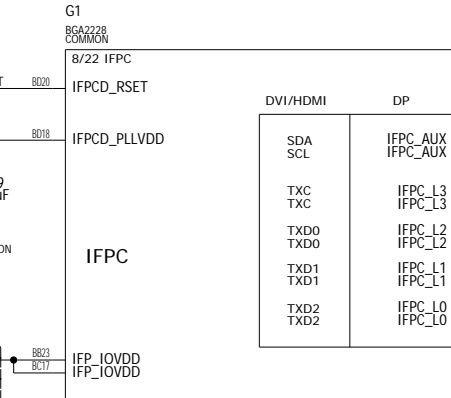 G1
BGA2228
COMMON
8/22 IFPC
BD20 IFPCD_RSET
DVI/HDMI DP
BD18 IFPCD_PLLVDD
SDA IFPC_AUX
SCL IFPC_AUX
TXC IFPC_L3
TXC IFPC_L3
TXD0 IFPC_L2
TXD0 IFPC_L2
IFPC
TXD1 IFPC_L1
TXD1 IFPC_L1
TXD2 IFPC_L0
TXD2 IFPC_L0
BB23 IFP_IOVDD
BC17 IFP_IOVDD